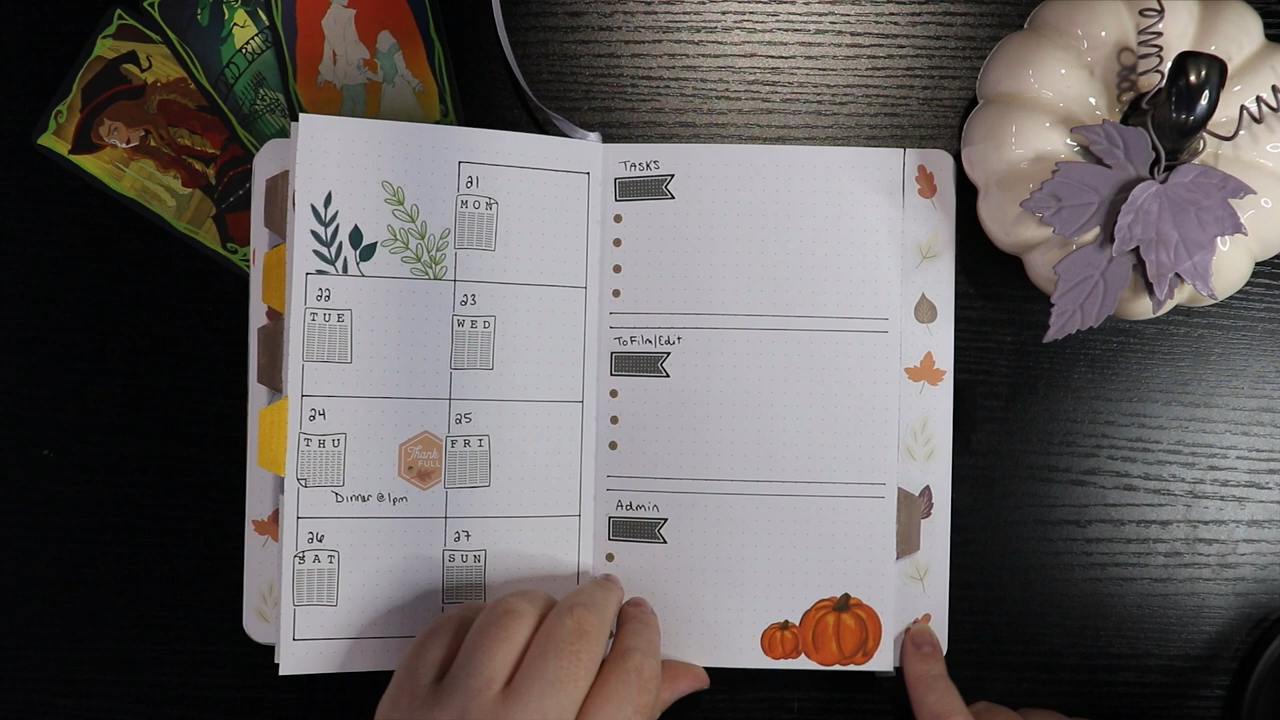 21
MON
22
TUE
23
WED
24
THU
Thank
FULL
Dinner @ 1pm
25
FRI
26
SAT
27
SUN
TASKS
To Film/Edit
Admin